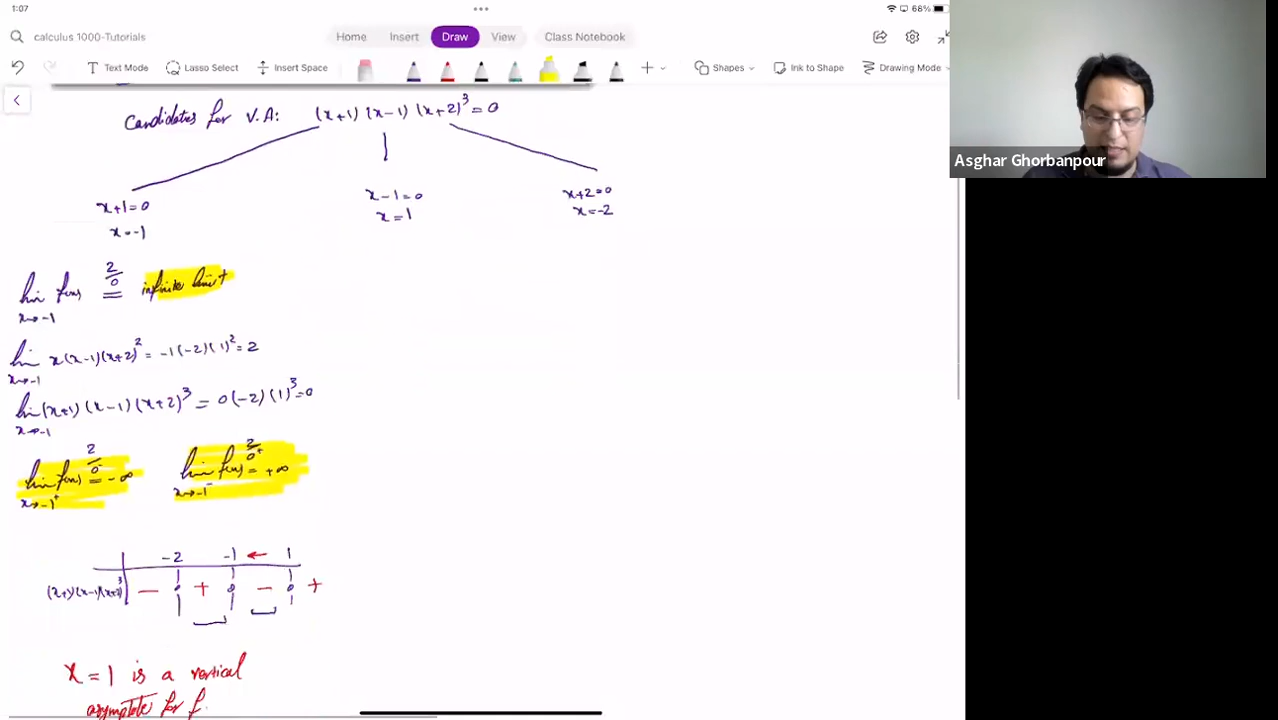 1:07
68%
calculus 1000-Tutorials
Home Insert Draw View Class Notebook
Text Mode Lasso Select Insert Space Shapes Ink to Shape Drawing Mode
Asghar Ghorbanpour
Candidates for V.A: (x+1) (x-1) (x+2)³ = 0
x+1=0 x-1=0 x+2=0
x=-1 x=1 x=-2
lim x→-1 f(x) 2/0 = infinite limit
lim x→-1 x(x-1)(x+2)² = -1(-2)(1)² = 2
lim x→-1 (x+1)(x-1)(x+2)³ = 0(-2)(1)³ = 0
lim x→-1⁺ f(x) 2/0⁻ = -∞ lim x→-1⁻ f(x) 2/0⁺ = +∞
-2 -1 ← 1
(x+1)(x-1)(x+2)³ - 0 + 0 - 0 +
x = 1 is a vertical
asymptote for f.